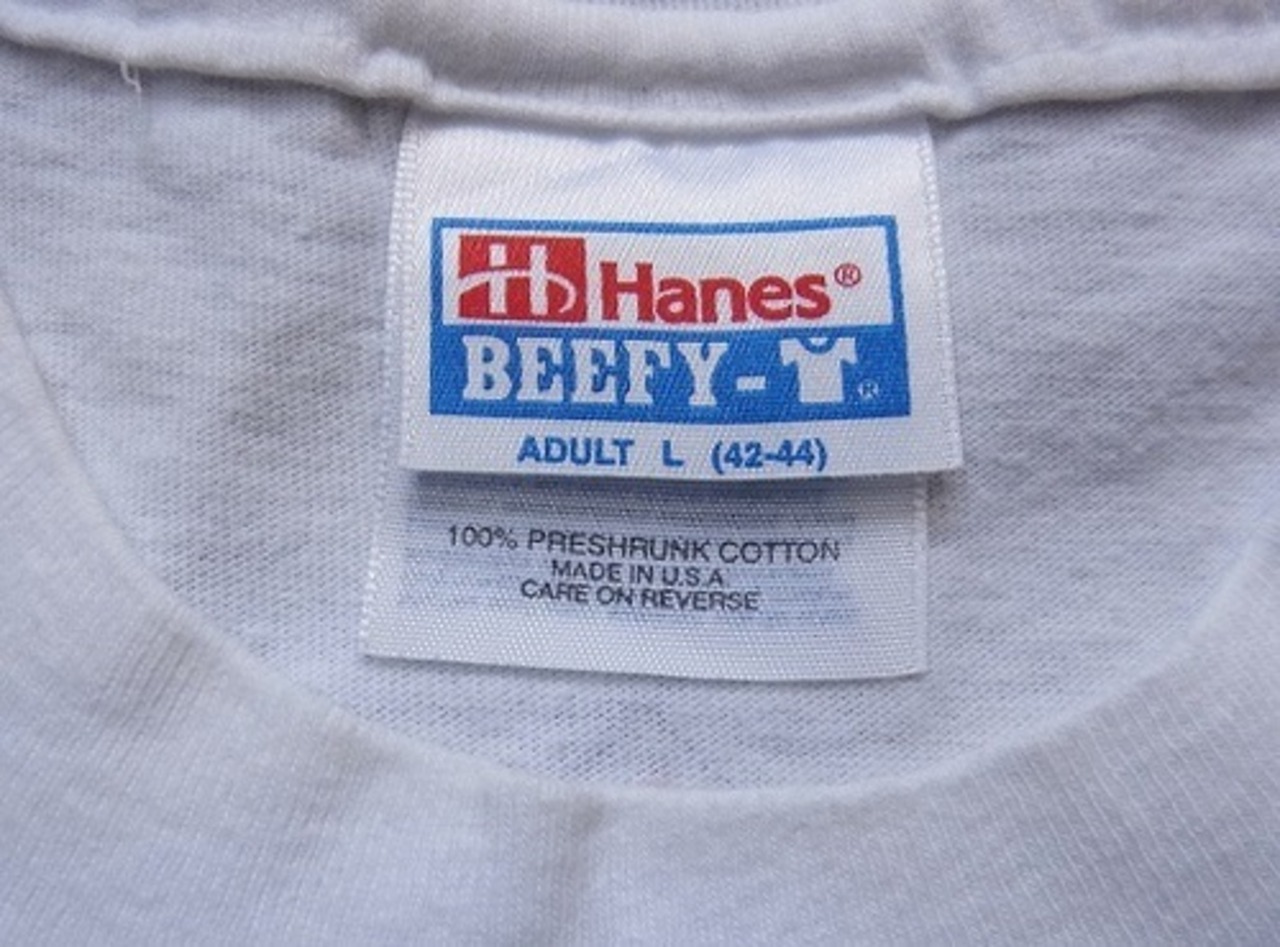 Hanes®
BEEFY-T®
ADULT L (42-44)
100% PRESHRUNK COTTON
MADE IN U.S.A.
CARE ON REVERSE